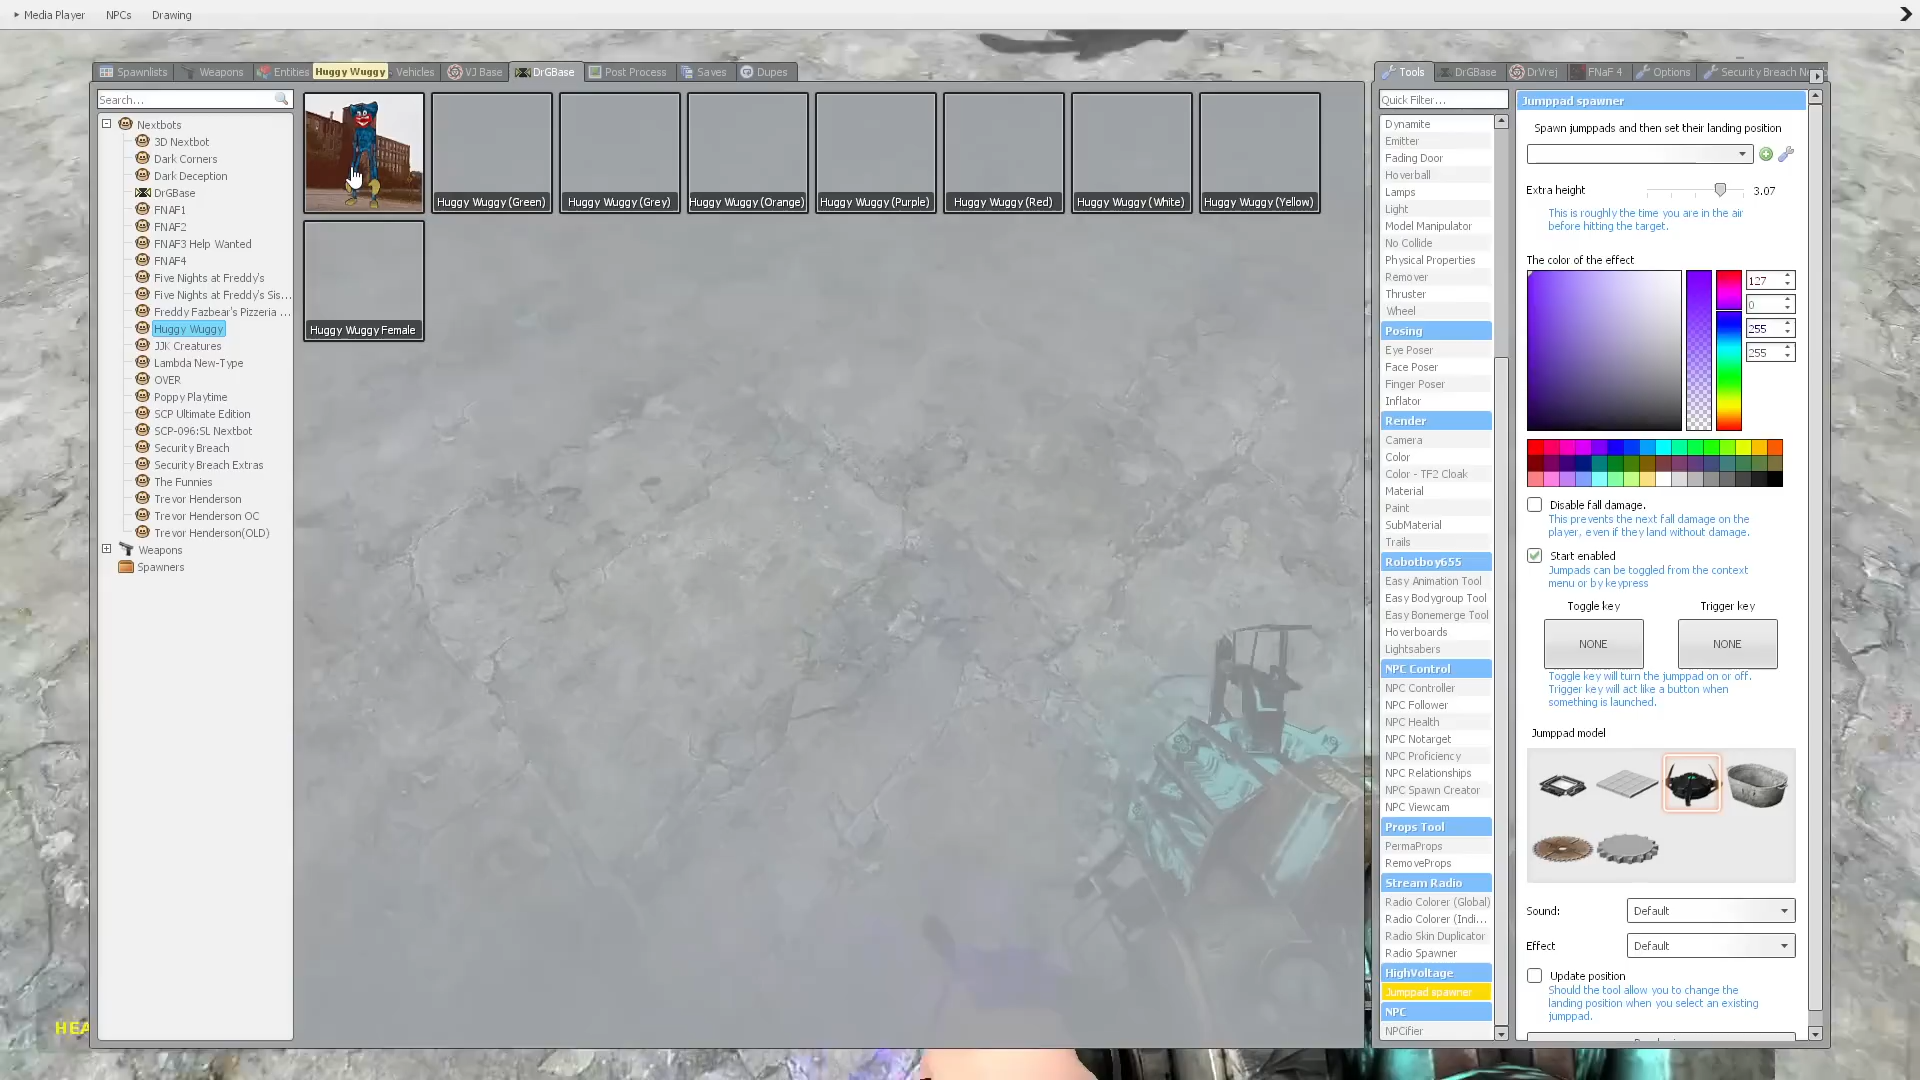 Media Player
NPCs
Drawing
Spawnlists
Weapons
Entities
Huggy Wuggy
Vehicles
VJ Base
DrGBase
Post Process
Saves
Dupes
Search...
Nextbots
3D Nextbot
Dark Corners
Dark Deception
DrGBase
FNAF1
FNAF2
FNAF3 Help Wanted
FNAF4
Five Nights at Freddy's
Five Nights at Freddy's Sis...
Freddy Fazbear's Pizzeria ...
Huggy Wuggy
JJK Creatures
Lambda New-Type
OVER
Poppy Playtime
SCP Ultimate Edition
SCP-096:SL Nextbot
Security Breach
Security Breach Extras
The Funnies
Trevor Henderson
Trevor Henderson OC
Trevor Henderson(OLD)
Weapons
Spawners
Huggy Wuggy (Green)
Huggy Wuggy (Grey)
Huggy Wuggy (Orange)
Huggy Wuggy (Purple)
Huggy Wuggy (Red)
Huggy Wuggy (White)
Huggy Wuggy (Yellow)
Huggy Wuggy Female
HEA
Tools
DrGBase
DrVrej
FNaF 4
Options
Security Breach
Quick Filter...
Dynamite
Emitter
Fading Door
Hoverball
Lamps
Light
Model Manipulator
No Collide
Physical Properties
Remover
Thruster
Wheel
Posing
Eye Poser
Face Poser
Finger Poser
Inflator
Render
Camera
Color
Color - TF2 Cloak
Material
Paint
SubMaterial
Trails
Robotboy655
Easy Animation Tool
Easy Bodygroup Tool
Easy Bonemerge Tool
Hoverboards
Lightsabers
NPC Control
NPC Controller
NPC Follower
NPC Health
NPC Notarget
NPC Proficiency
NPC Relationships
NPC Spawn Creator
NPC Viewcam
Props Tool
PermaProps
RemoveProps
Stream Radio
Radio Colorer (Global)
Radio Colorer (Indi...
Radio Skin Duplicator
Radio Spawner
HighVoltage
Jumppad spawner
NPC
NPCifier
Jumppad spawner
Spawn jumppads and then set their landing position
Extra height
3.07
This is roughly the time you are in the air
before hitting the target.
The color of the effect
127
0
255
255
Disable fall damage.
This prevents the next fall damage on the
player, even if they land without damage.
Start enabled
Jumpads can be toggled from the context
menu or by keypress
Toggle key
Trigger key
NONE
NONE
Toggle key will turn the jumppad on or off.
Trigger key will act like a button when
something is launched.
Jumppad model
Sound:
Default
Effect
Default
Update position
Should the tool allow you to change the
landing position when you select an existing
jumppad.